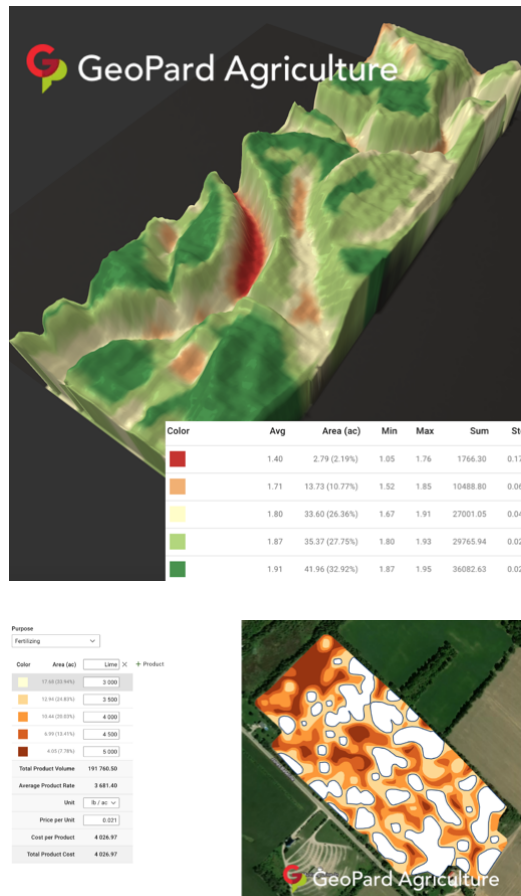 GeoPard Agriculture
Color Avg Area (ac) Min Max Sum
1.40 2.79 (2.19%) 1.05 1.76 1766.30 0.17
1.71 13.73 (10.77%) 1.52 1.85 10488.80 0.06
1.80 33.60 (26.36%) 1.67 1.91 27001.05 0.04
1.87 35.37 (27.75%) 1.80 1.93 29765.94 0.02
1.91 41.96 (32.92%) 1.87 1.95 36082.63 0.02
Purpose
Fertilizing
Color Area (ac) Lime × + Product
3 000
3 500
4 000
4 500
5 000
Total Product Volume 191 760.50
Average Product Rate 3 681.40
Unit lb / ac
Price per Unit 0.021
Cost per Product 4 026.97
Total Product Cost 4 026.97
GeoPard Agriculture